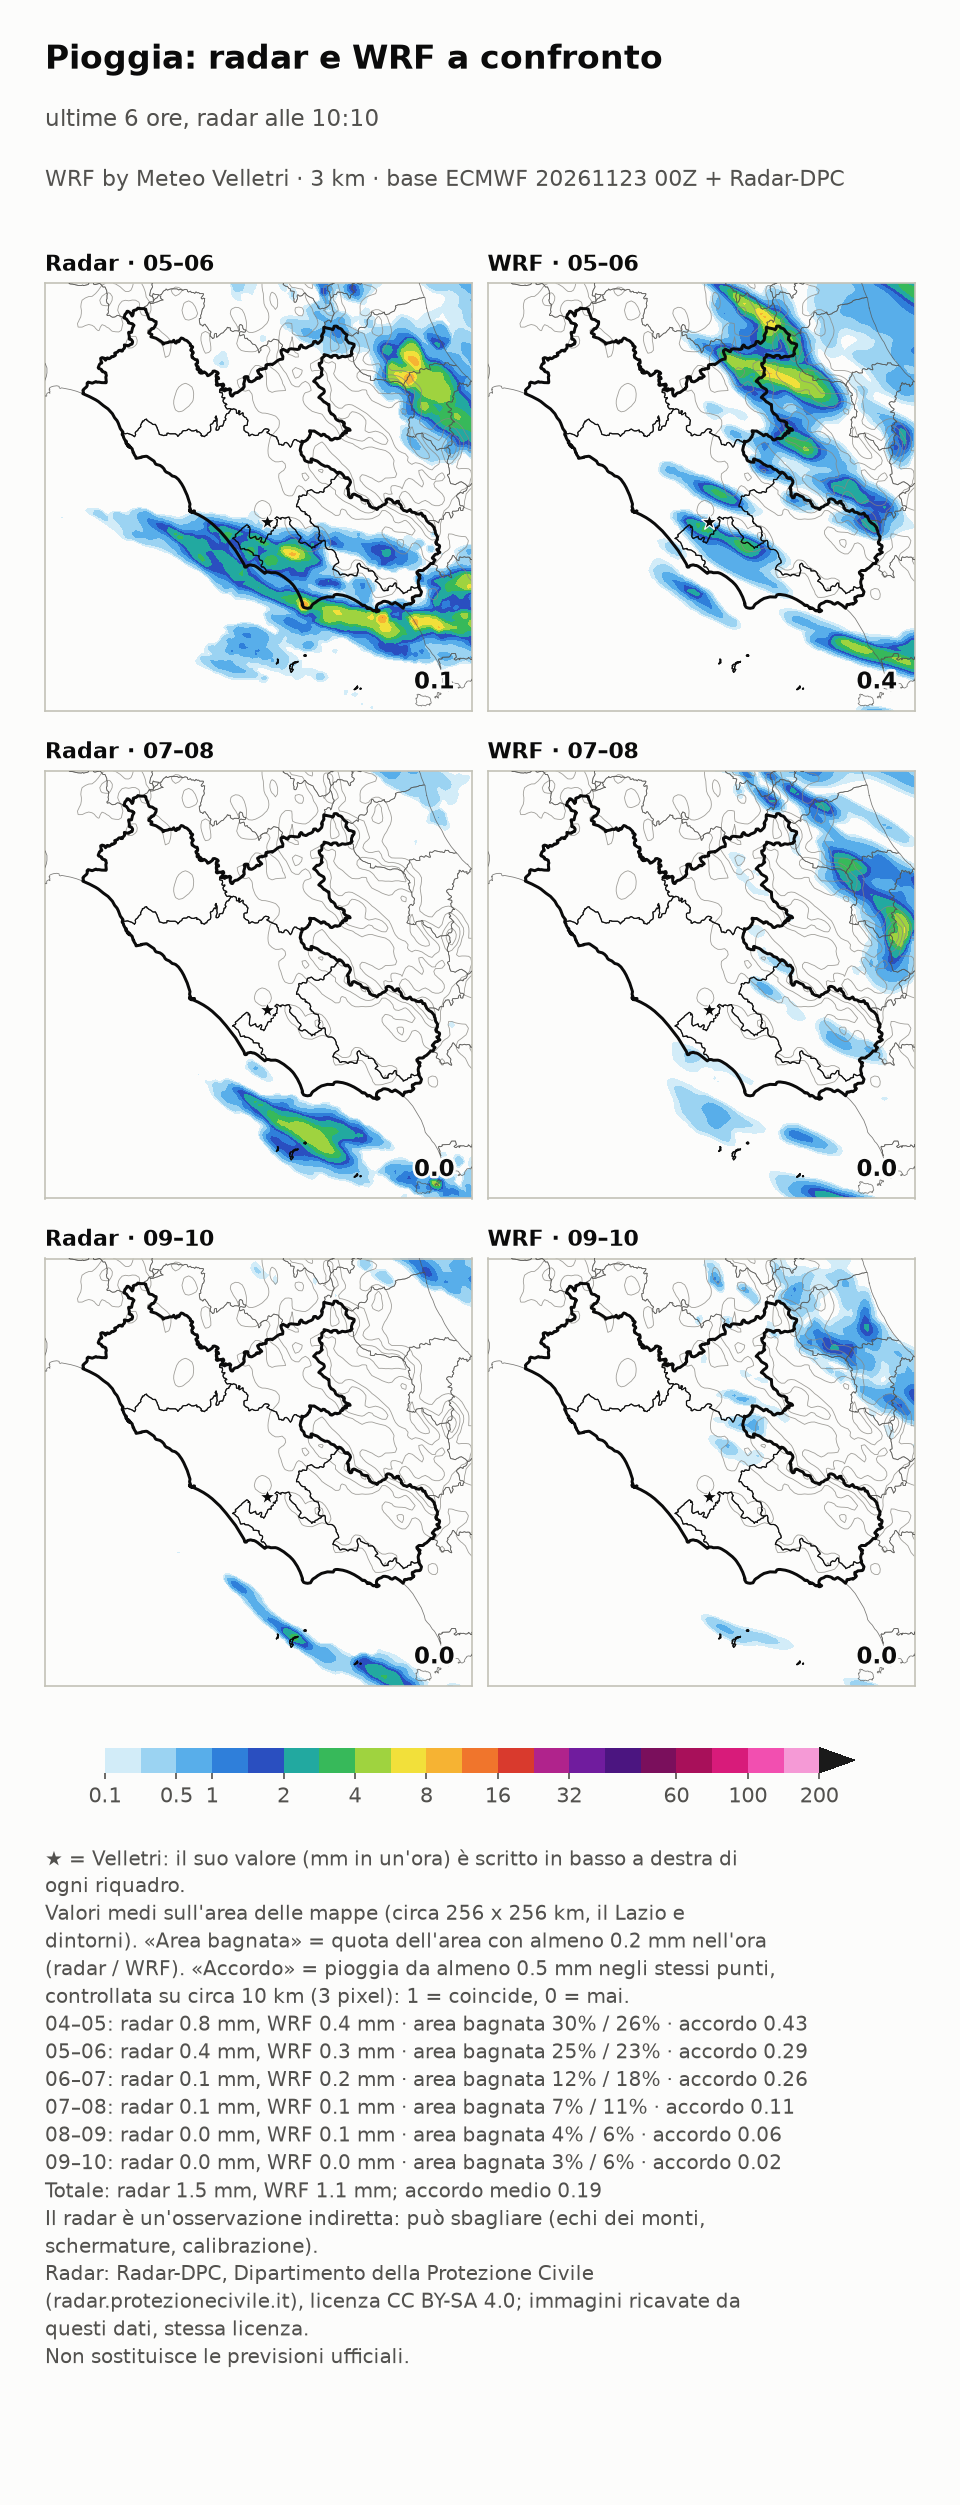 Pioggia: radar e WRF a confronto
ultime 6 ore, radar alle 10:10
WRF by Meteo Velletri · 3 km · base ECMWF 20261123 00Z + Radar-DPC
Radar · 05–06
WRF · 05–06
0.1
0.4
Radar · 07–08
WRF · 07–08
0.0
0.0
Radar · 09–10
WRF · 09–10
0.0
0.0
0.1 0.5 1 2 4 8 16 32 60 100 200
★ = Velletri: il suo valore (mm in un'ora) è scritto in basso a destra di
ogni riquadro.
Valori medi sull'area delle mappe (circa 256 x 256 km, il Lazio e
dintorni). «Area bagnata» = quota dell'area con almeno 0.2 mm nell'ora
(radar / WRF). «Accordo» = pioggia da almeno 0.5 mm negli stessi punti,
controllata su circa 10 km (3 pixel): 1 = coincide, 0 = mai.
04–05: radar 0.8 mm, WRF 0.4 mm · area bagnata 30% / 26% · accordo 0.43
05–06: radar 0.4 mm, WRF 0.3 mm · area bagnata 25% / 23% · accordo 0.29
06–07: radar 0.1 mm, WRF 0.2 mm · area bagnata 12% / 18% · accordo 0.26
07–08: radar 0.1 mm, WRF 0.1 mm · area bagnata 7% / 11% · accordo 0.11
08–09: radar 0.0 mm, WRF 0.1 mm · area bagnata 4% / 6% · accordo 0.06
09–10: radar 0.0 mm, WRF 0.0 mm · area bagnata 3% / 6% · accordo 0.02
Totale: radar 1.5 mm, WRF 1.1 mm; accordo medio 0.19
Il radar è un'osservazione indiretta: può sbagliare (echi dei monti,
schermature, calibrazione).
Radar: Radar-DPC, Dipartimento della Protezione Civile
(radar.protezionecivile.it), licenza CC BY-SA 4.0; immagini ricavate da
questi dati, stessa licenza.
Non sostituisce le previsioni ufficiali.